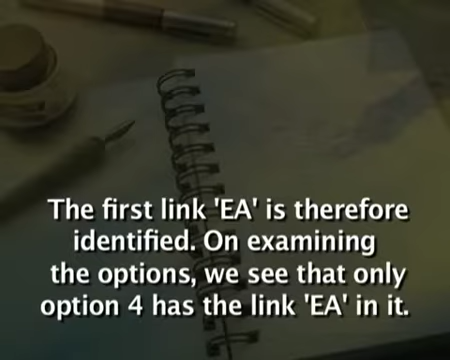 The first link 'EA' is therefore
identified. On examining
the options, we see that only
option 4 has the link 'EA' in it.